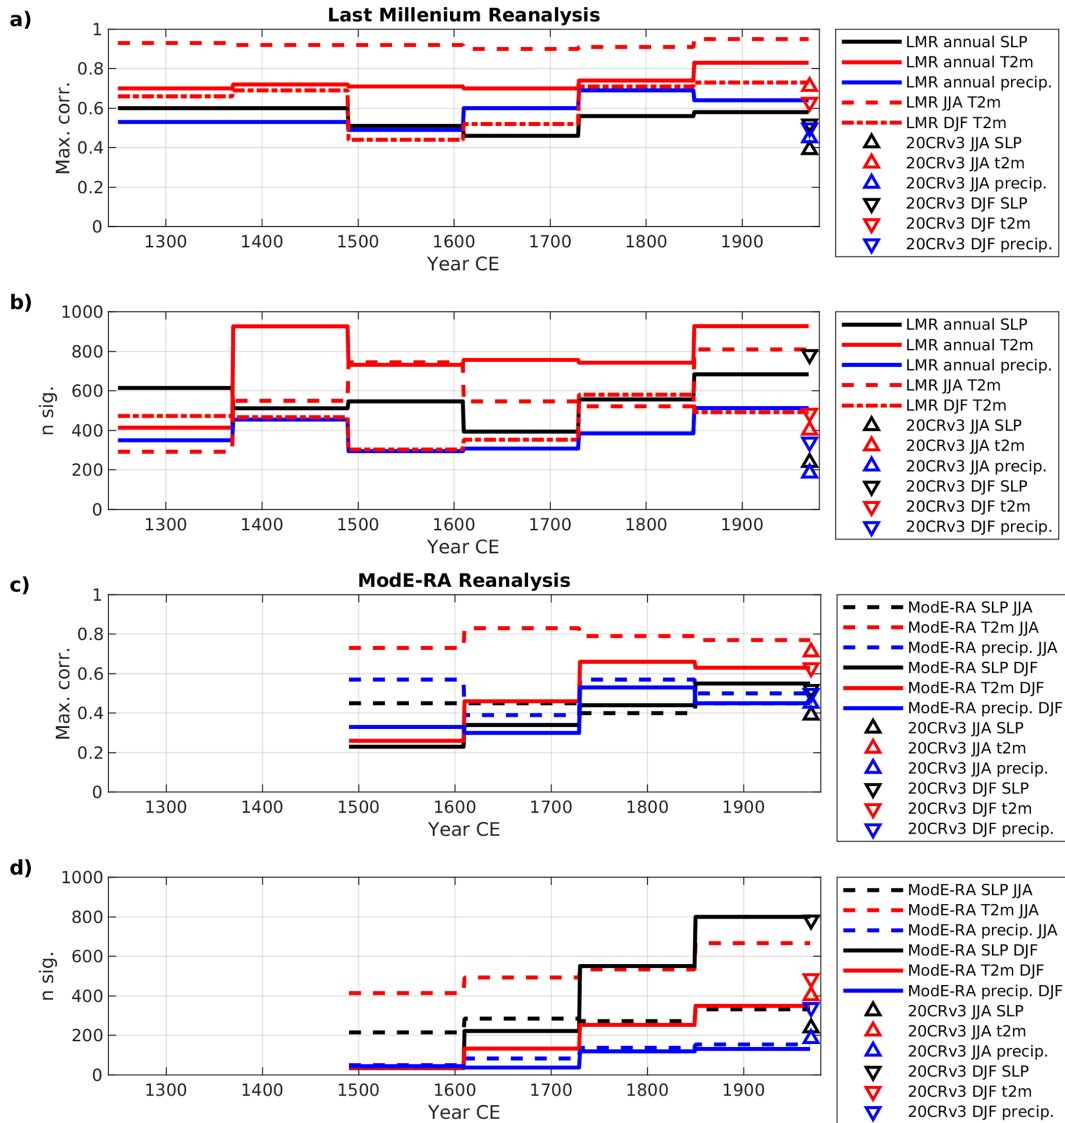 a)
Last Millenium Reanalysis
Max. corr.
1
0.8
0.6
0.4
0.2
0
1300 1400 1500 1600 1700 1800 1900
Year CE
LMR annual SLP
LMR annual T2m
LMR annual precip.
LMR JJA T2m
LMR DJF T2m
20CRv3 JJA SLP
20CRv3 JJA t2m
20CRv3 JJA precip.
20CRv3 DJF SLP
20CRv3 DJF t2m
20CRv3 DJF precip.
b)
n sig.
1000
800
600
400
200
0
1300 1400 1500 1600 1700 1800 1900
Year CE
LMR annual SLP
LMR annual T2m
LMR annual precip.
LMR JJA T2m
LMR DJF T2m
20CRv3 JJA SLP
20CRv3 JJA t2m
20CRv3 JJA precip.
20CRv3 DJF SLP
20CRv3 DJF t2m
20CRv3 DJF precip.
c)
ModE-RA Reanalysis
Max. corr.
1
0.8
0.6
0.4
0.2
0
1300 1400 1500 1600 1700 1800 1900
Year CE
ModE-RA SLP JJA
ModE-RA T2m JJA
ModE-RA precip. JJA
ModE-RA SLP DJF
ModE-RA T2m DJF
ModE-RA precip. DJF
20CRv3 JJA SLP
20CRv3 JJA t2m
20CRv3 JJA precip.
20CRv3 DJF SLP
20CRv3 DJF t2m
20CRv3 DJF precip.
d)
n sig.
1000
800
600
400
200
0
1300 1400 1500 1600 1700 1800 1900
Year CE
ModE-RA SLP JJA
ModE-RA T2m JJA
ModE-RA precip. JJA
ModE-RA SLP DJF
ModE-RA T2m DJF
ModE-RA precip. DJF
20CRv3 JJA SLP
20CRv3 JJA t2m
20CRv3 JJA precip.
20CRv3 DJF SLP
20CRv3 DJF t2m
20CRv3 DJF precip.